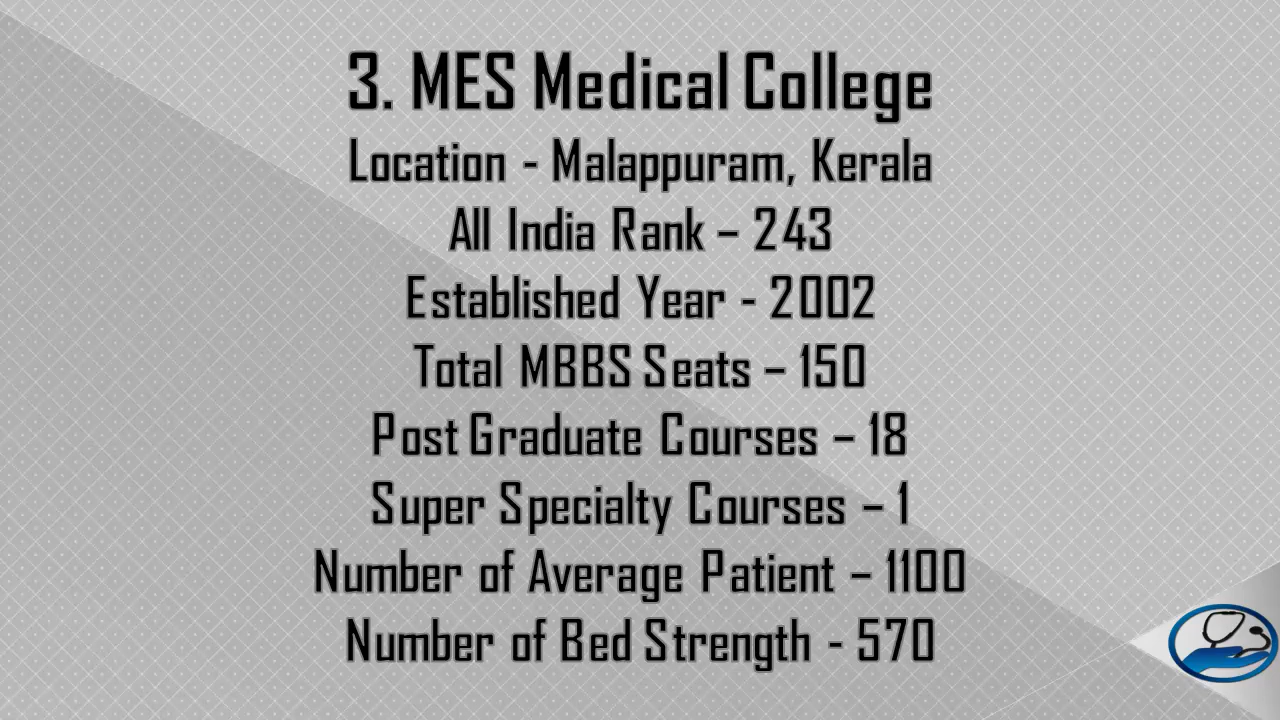 3. MES Medical College
Location - Malappuram, Kerala
All India Rank – 243
Established Year - 2002
Total MBBS Seats – 150
Post Graduate Courses – 18
Super Specialty Courses – 1
Number of Average Patient – 1100
Number of Bed Strength - 570